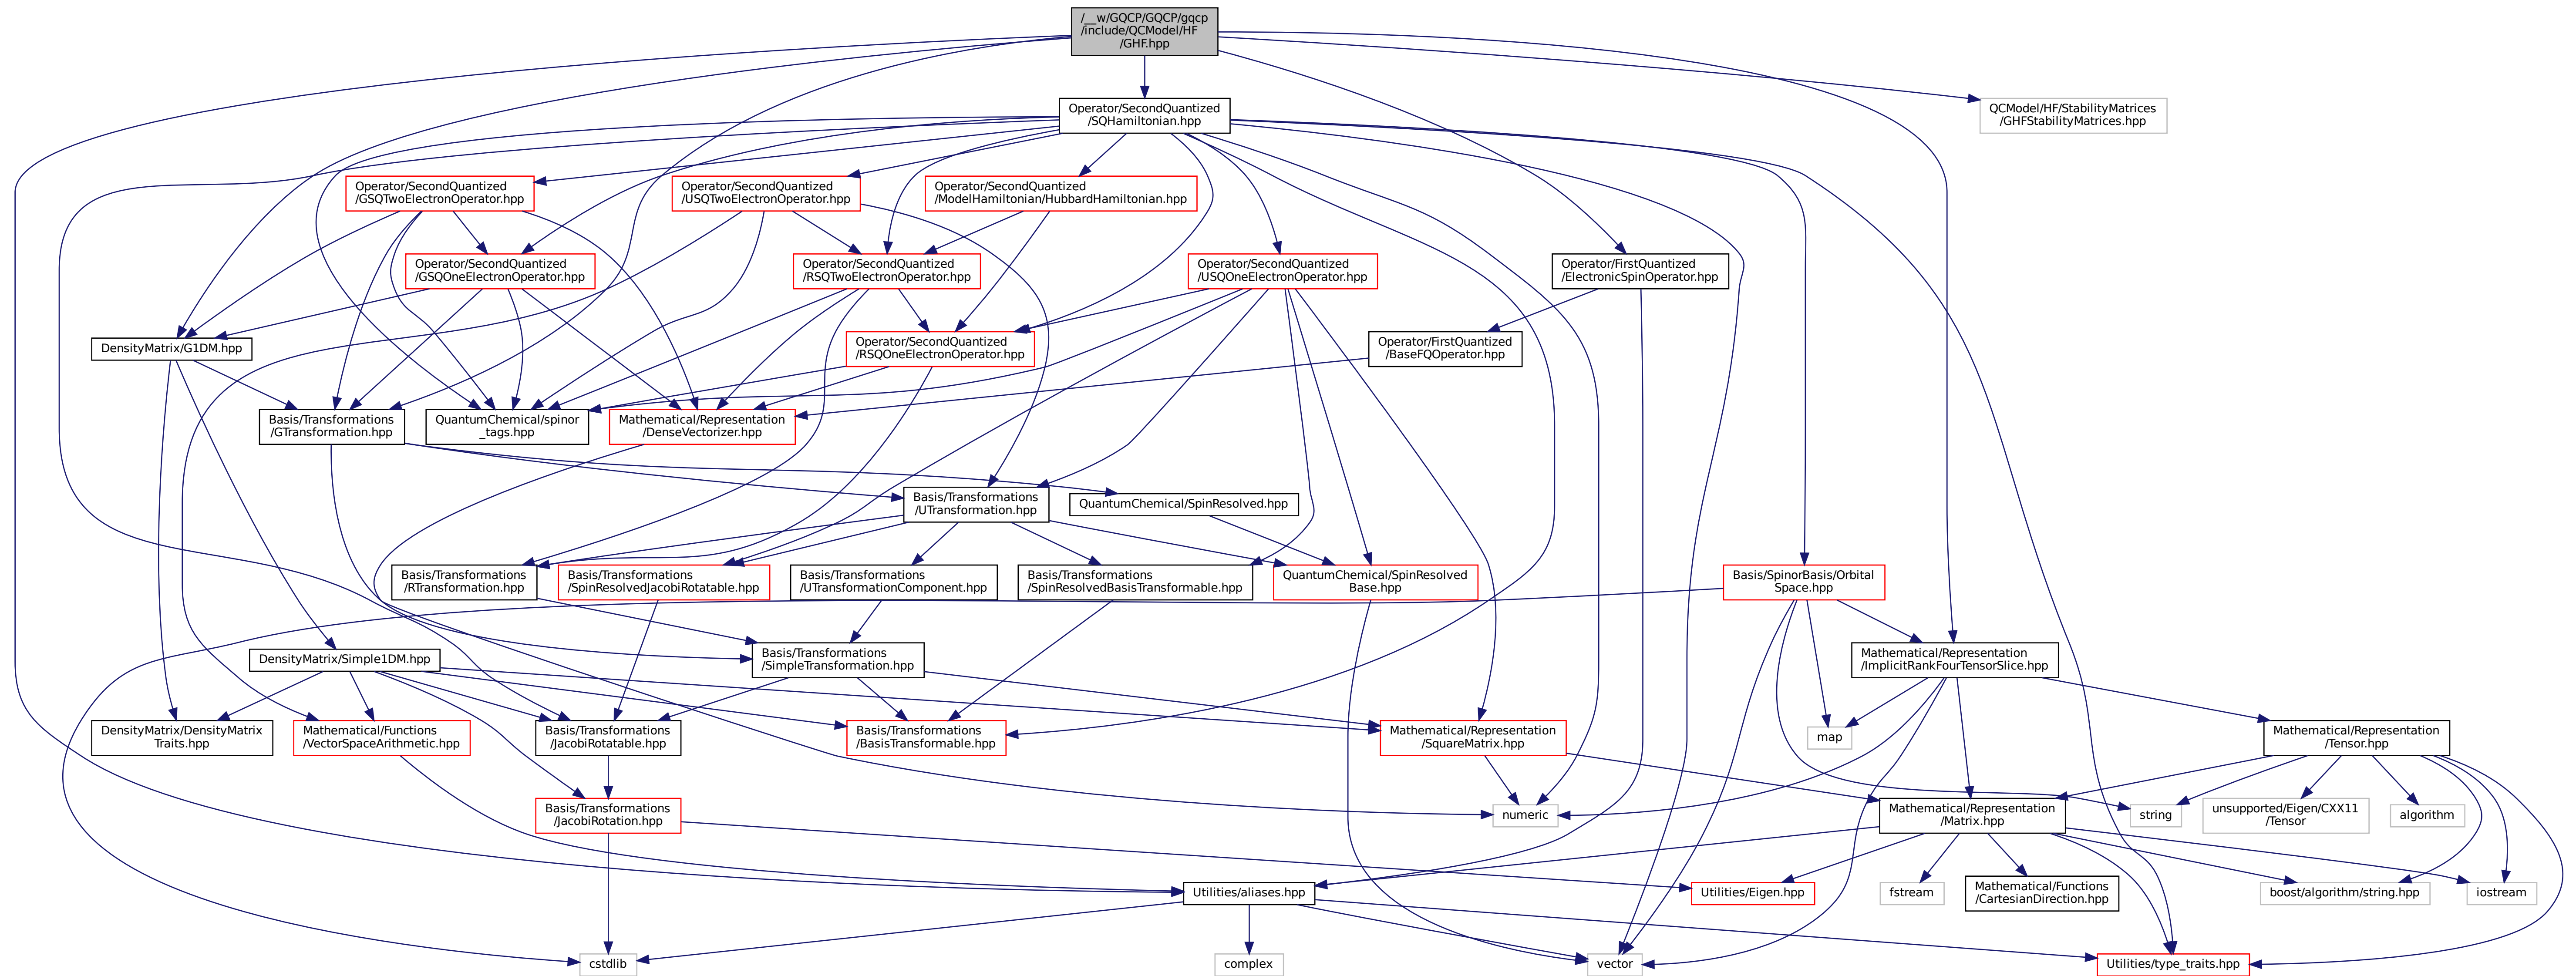 /__w/GQCP/GQCP/gqcp
/include/QCModel/HF
/GHF.hpp
Operator/SecondQuantized
/SQHamiltonian.hpp
QCModel/HF/StabilityMatrices
/GHFStabilityMatrices.hpp
Operator/SecondQuantized
/GSQTwoElectronOperator.hpp
Operator/SecondQuantized
/USQTwoElectronOperator.hpp
Operator/SecondQuantized
/ModelHamiltonian/HubbardHamiltonian.hpp
Operator/SecondQuantized
/GSQOneElectronOperator.hpp
Operator/SecondQuantized
/RSQTwoElectronOperator.hpp
Operator/SecondQuantized
/USQOneElectronOperator.hpp
Operator/FirstQuantized
/ElectronicSpinOperator.hpp
DensityMatrix/G1DM.hpp
Operator/SecondQuantized
/RSQOneElectronOperator.hpp
Operator/FirstQuantized
/BaseFQOperator.hpp
Basis/Transformations
/GTransformation.hpp
QuantumChemical/spinor
_tags.hpp
Mathematical/Representation
/DenseVectorizer.hpp
Basis/Transformations
/UTransformation.hpp
QuantumChemical/SpinResolved.hpp
Basis/Transformations
/RTransformation.hpp
Basis/Transformations
/SpinResolvedJacobiRotatable.hpp
Basis/Transformations
/UTransformationComponent.hpp
Basis/Transformations
/SpinResolvedBasisTransformable.hpp
QuantumChemical/SpinResolved
Base.hpp
Basis/SpinorBasis/Orbital
Space.hpp
DensityMatrix/Simple1DM.hpp
Basis/Transformations
/SimpleTransformation.hpp
Mathematical/Representation
/ImplicitRankFourTensorSlice.hpp
DensityMatrix/DensityMatrix
Traits.hpp
Mathematical/Functions
/VectorSpaceArithmetic.hpp
Basis/Transformations
/JacobiRotatable.hpp
Basis/Transformations
/BasisTransformable.hpp
Mathematical/Representation
/SquareMatrix.hpp
map
Mathematical/Representation
/Tensor.hpp
Basis/Transformations
/JacobiRotation.hpp
numeric
Mathematical/Representation
/Matrix.hpp
string
unsupported/Eigen/CXX11
/Tensor
algorithm
Utilities/aliases.hpp
Utilities/Eigen.hpp
fstream
Mathematical/Functions
/CartesianDirection.hpp
boost/algorithm/string.hpp
iostream
cstdlib
complex
vector
Utilities/type_traits.hpp